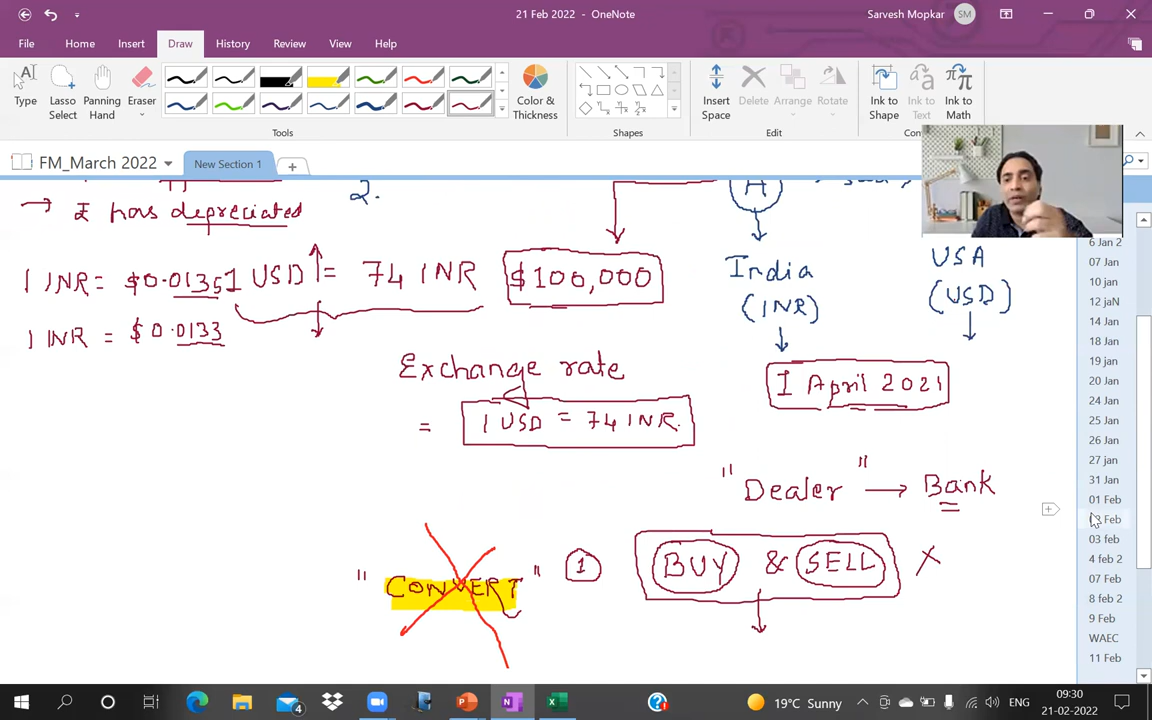 21 Feb 2022 - OneNote
Sarvesh Mopkar
SM
File Home Insert Draw History Review View Help
Type
Lasso Select
Panning Hand
Eraser
Color & Thickness
Insert Space
Delete
Arrange
Rotate
Ink to Shape
Ink to Text
Ink to Math
Tools
Shapes
Edit
FM_March 2022
New Section 1
→ ₹ has depreciated
2.
1 INR = $0.0135
1 USD = 74 INR
$100,000
1 INR = $0.0133
India
(INR)
USA
(USD)
Exchange rate
= 1 USD = 74 INR.
1 April 2021
"Dealer" → Bank
"CONVERT"
1
BUY & SELL X
6 Jan 2
07 Jan
10 jan
12 jaN
14 Jan
18 Jan
19 jan
20 Jan
24 Jan
25 Jan
26 Jan
27 jan
31 Jan
01 Feb
Feb
03 feb
4 feb 2
07 Feb
8 feb 2
9 Feb
WAEC
11 Feb
4
19°C Sunny
ENG
09:30
21-02-2022